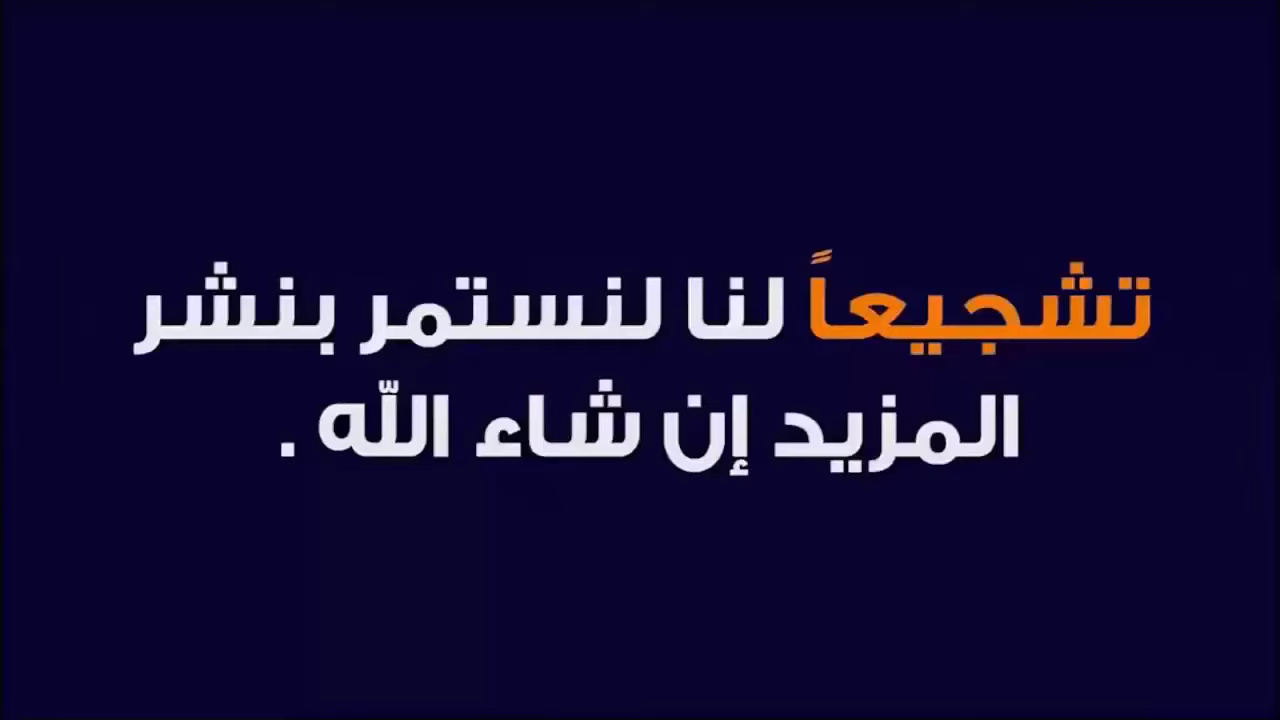 تشجيعاً لنا لنستمر بنشر
المزيد إن شاء اللّه .